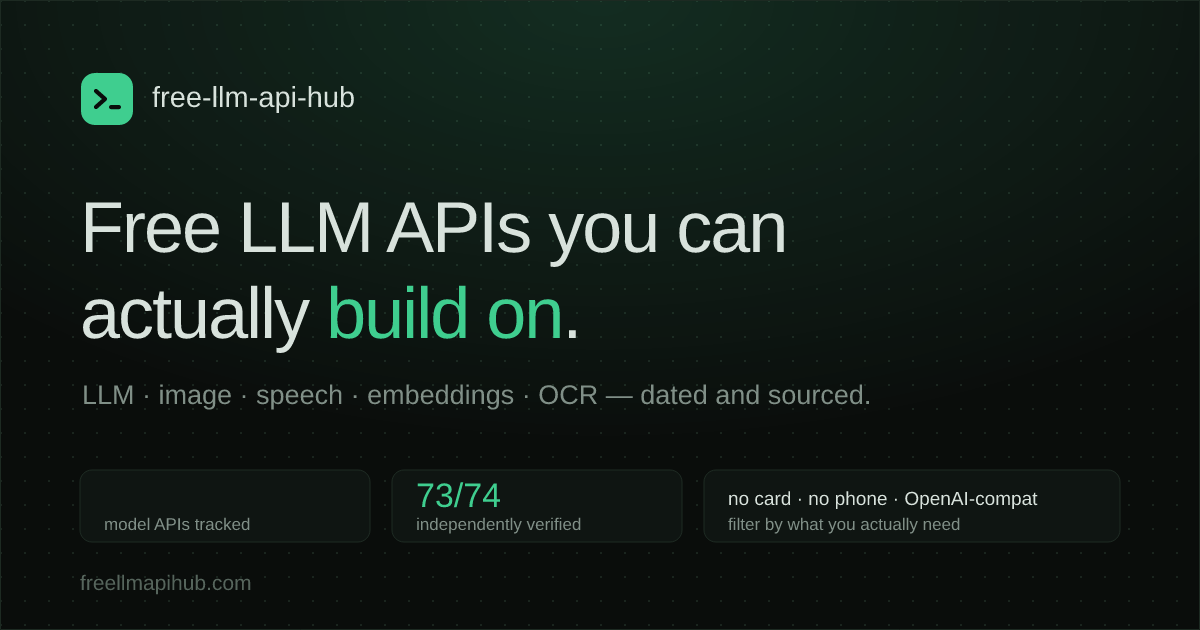 free-llm-api-hub
Free LLM APIs you can
actually build on.
LLM · image · speech · embeddings · OCR — dated and sourced.
model APIs tracked
73/74
independently verified
no card · no phone · OpenAI-compat
filter by what you actually need
freellmapihub.com